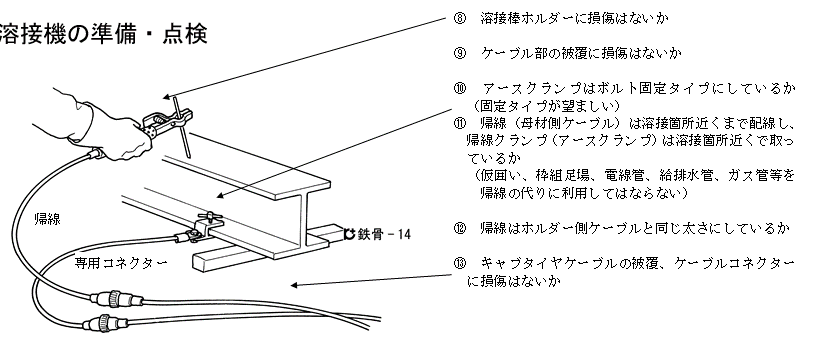 溶接機の準備・点検
⑧ 溶接棒ホルダーに損傷はないか
⑨ ケーブル部の被覆に損傷はないか
⑩ アースクランプはボルト固定タイプにしているか
（固定タイプが望ましい）
⑪ 帰線（母材側ケーブル）は溶接箇所近くまで配線し、
帰線クランプ（アースクランプ）は溶接箇所近くで取っ
ているか
（仮囲い、枠組足場、電線管、給排水管、ガス管等を
帰線の代りに利用してはならない）
⑫ 帰線はホルダー側ケーブルと同じ太さにしているか
⑬ キャブタイヤケーブルの被覆、ケーブルコネクター
に損傷はないか
帰線
専用コネクター
鉄骨-14